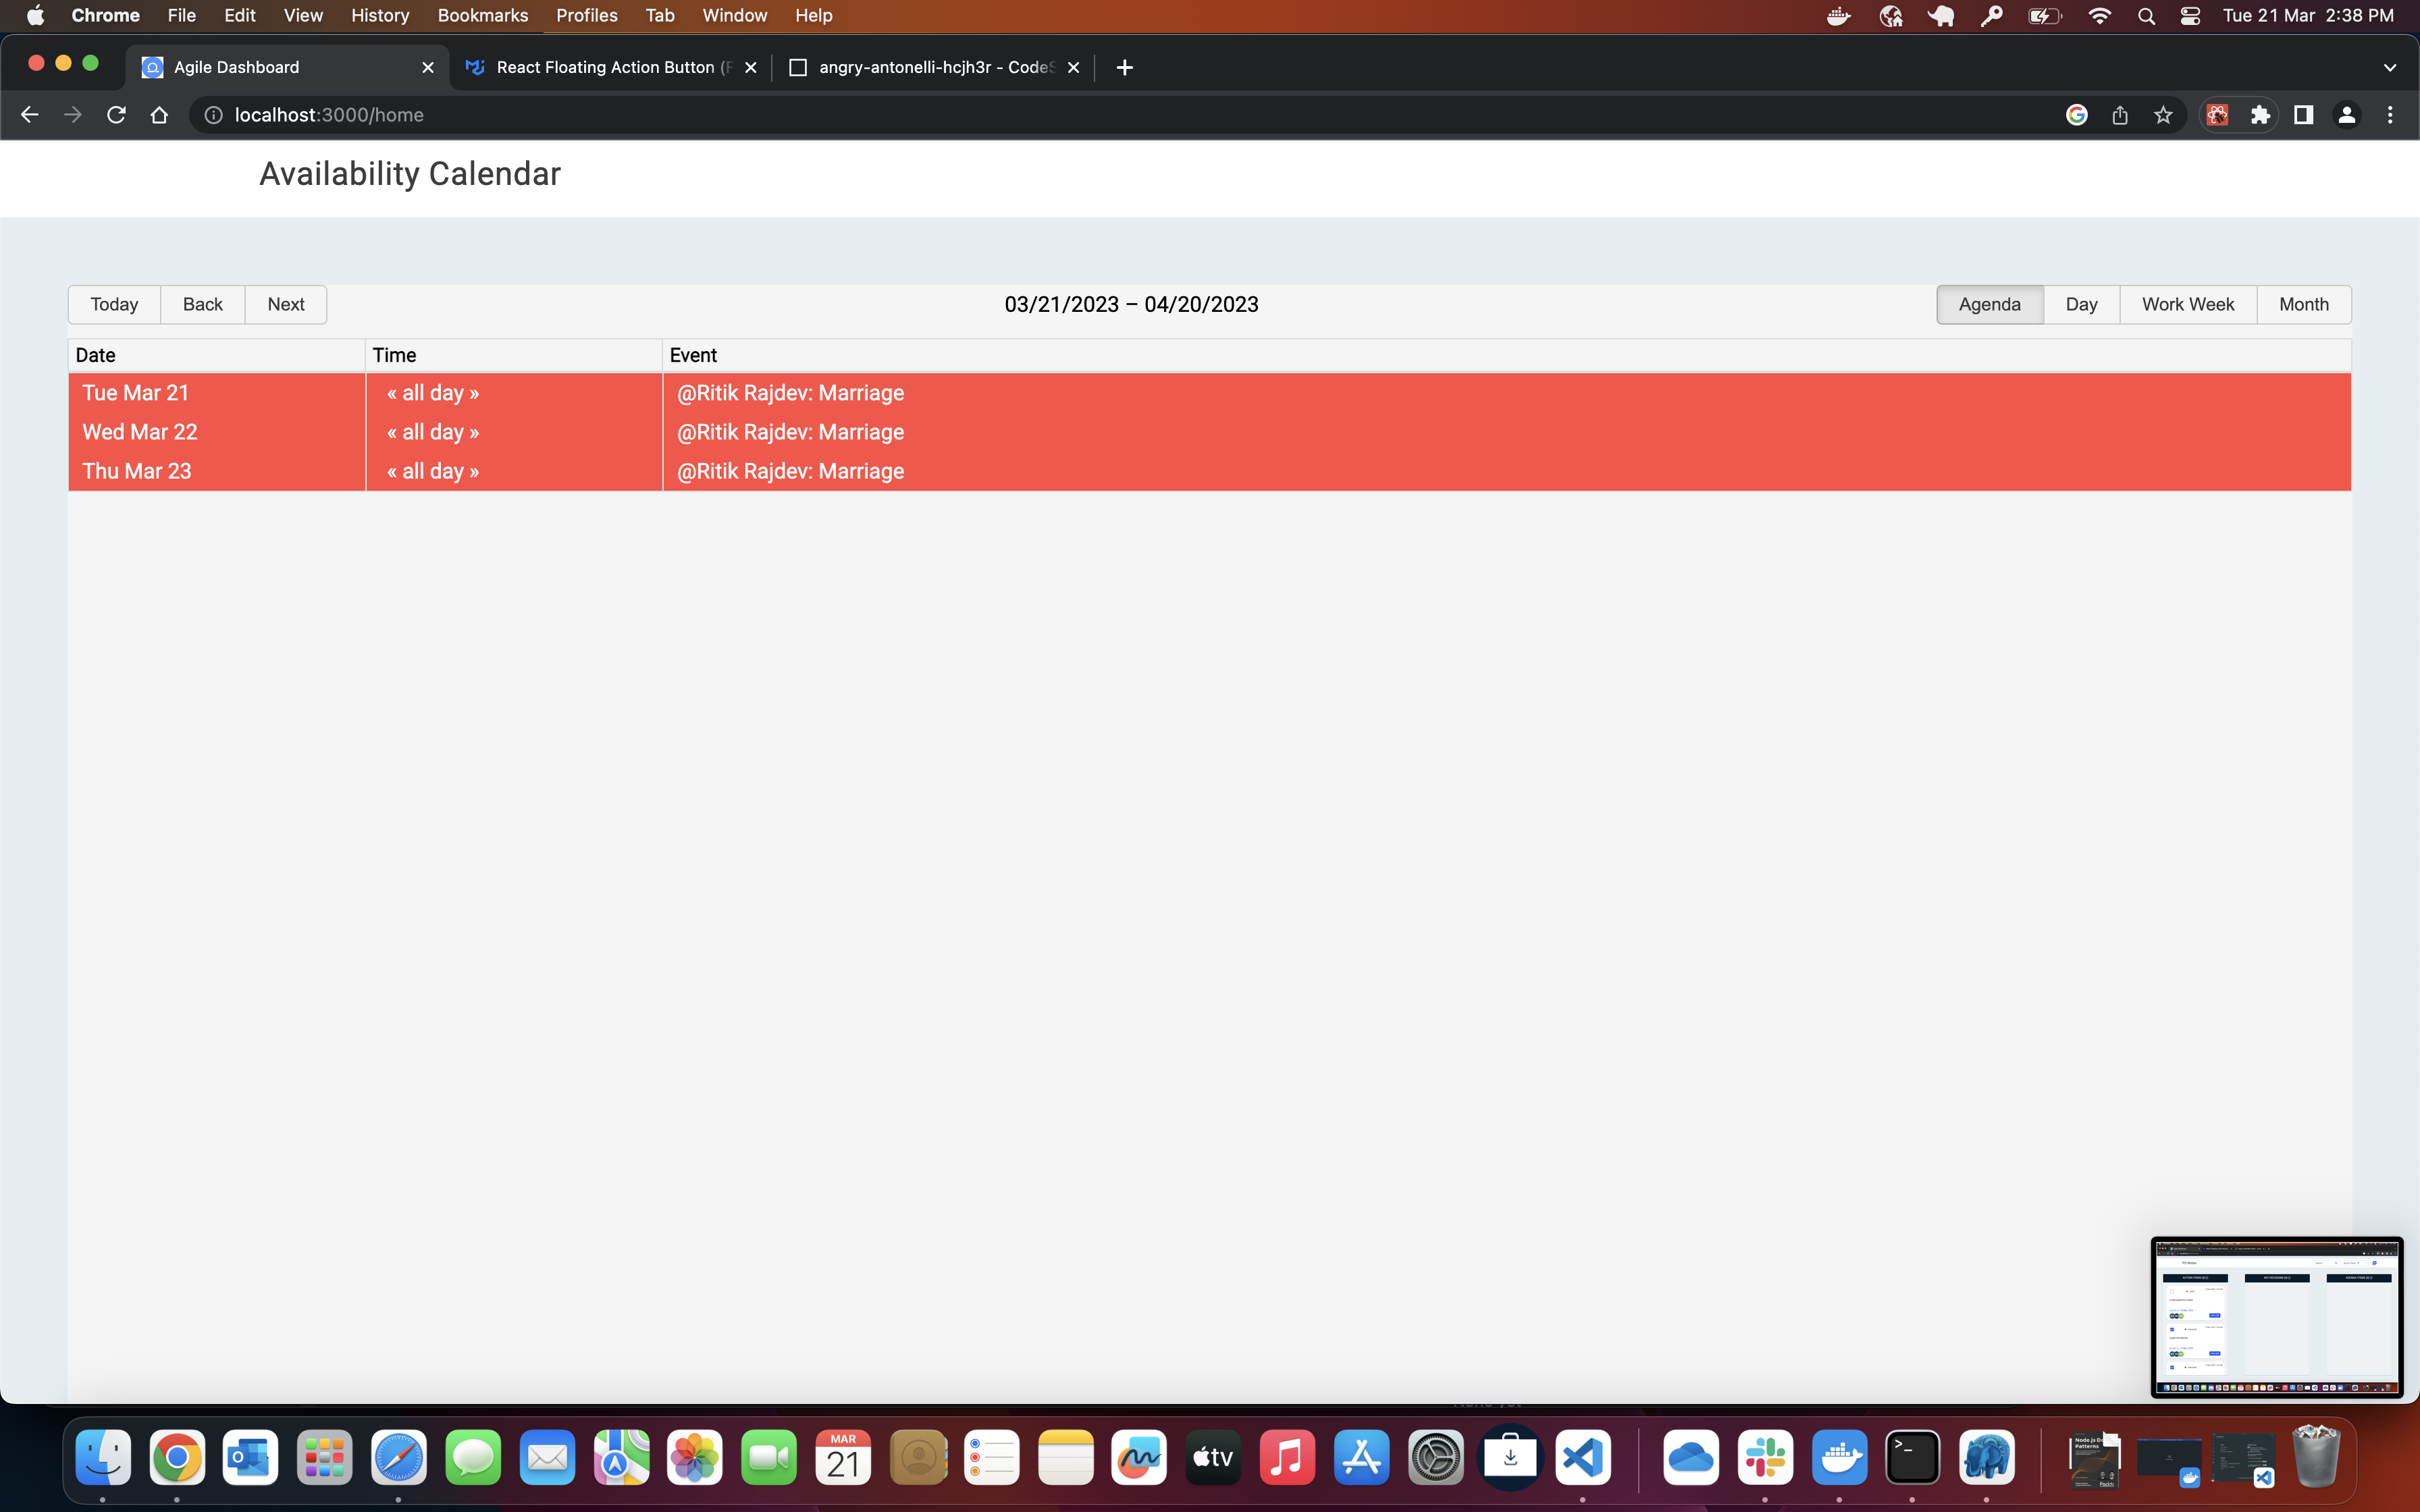 Chrome File Edit View History Bookmarks Profiles Tab Window Help Tue 21 Mar 2:38 PM
Agile Dashboard React Floating Action Button ( angry-antonelli-hcjh3r - Code
localhost:3000/home
Availability Calendar
Today Back Next 03/21/2023 – 04/20/2023 Agenda Day Work Week Month
Date Time Event
Tue Mar 21 « all day » @Ritik Rajdev: Marriage
Wed Mar 22 « all day » @Ritik Rajdev: Marriage
Thu Mar 23 « all day » @Ritik Rajdev: Marriage
MAR
21
tv